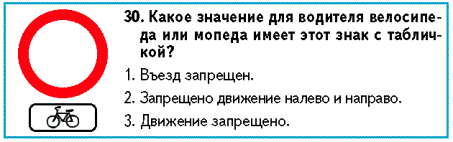 30. Какое значение для водителя велосипе-
да или мопеда имеет этот знак с таблич-
кой?
1. Въезд запрещен.
2. Запрещено движение налево и направо.
3. Движение запрещено.